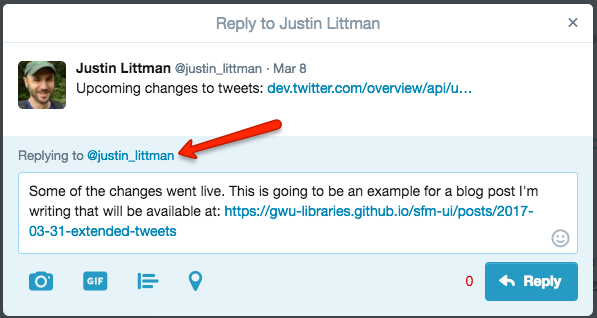 Reply to Justin Littman
×
Justin Littman @justin_littman · Mar 8
Upcoming changes to tweets: dev.twitter.com/overview/api/u…
Replying to @justin_littman
Some of the changes went live. This is going to be an example for a blog post I'm
writing that will be available at: https://gwu-libraries.github.io/sfm-ui/posts/2017-
03-31-extended-tweets
GIF
0
Reply